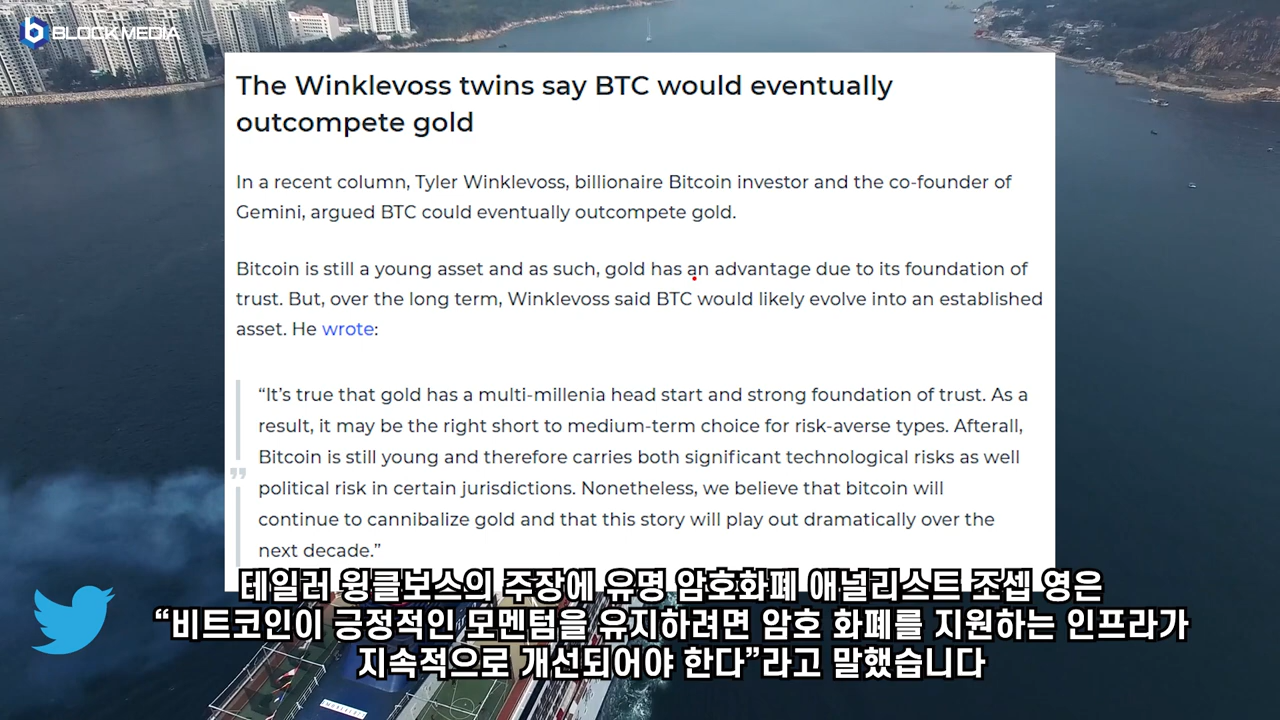 BLOCK MEDIA
The Winklevoss twins say BTC would eventually
outcompete gold
In a recent column, Tyler Winklevoss, billionaire Bitcoin investor and the co-founder of
Gemini, argued BTC could eventually outcompete gold.
Bitcoin is still a young asset and as such, gold has an advantage due to its foundation of
trust. But, over the long term, Winklevoss said BTC would likely evolve into an established
asset. He wrote:
“It’s true that gold has a multi-millenia head start and strong foundation of trust. As a
result, it may be the right short to medium-term choice for risk-averse types. Afterall,
Bitcoin is still young and therefore carries both significant technological risks as well
political risk in certain jurisdictions. Nonetheless, we believe that bitcoin will
continue to cannibalize gold and that this story will play out dramatically over the
next decade.”
테일러 윙클보스의 주장에 유명 암호화폐 애널리스트 조셉 영은
“비트코인이 긍정적인 모멘텀을 유지하려면 암호 화폐를 지원하는 인프라가
지속적으로 개선되어야 한다”라고 말했습니다